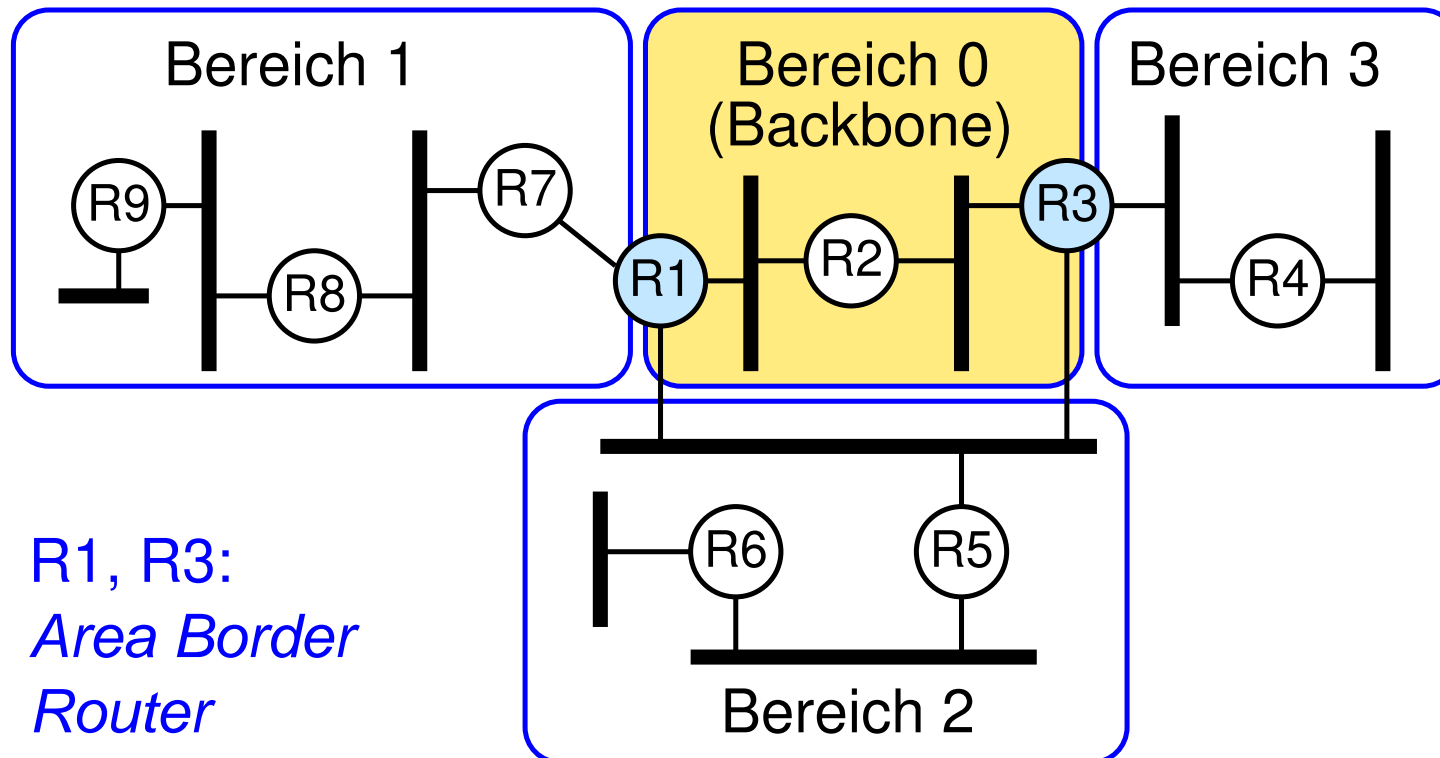 Bereich 1
Bereich 0
(Backbone)
Bereich 3
R9
R8
R7
R1
R2
R3
R4
R6
R5
Bereich 2
R1, R3:
Area Border
Router